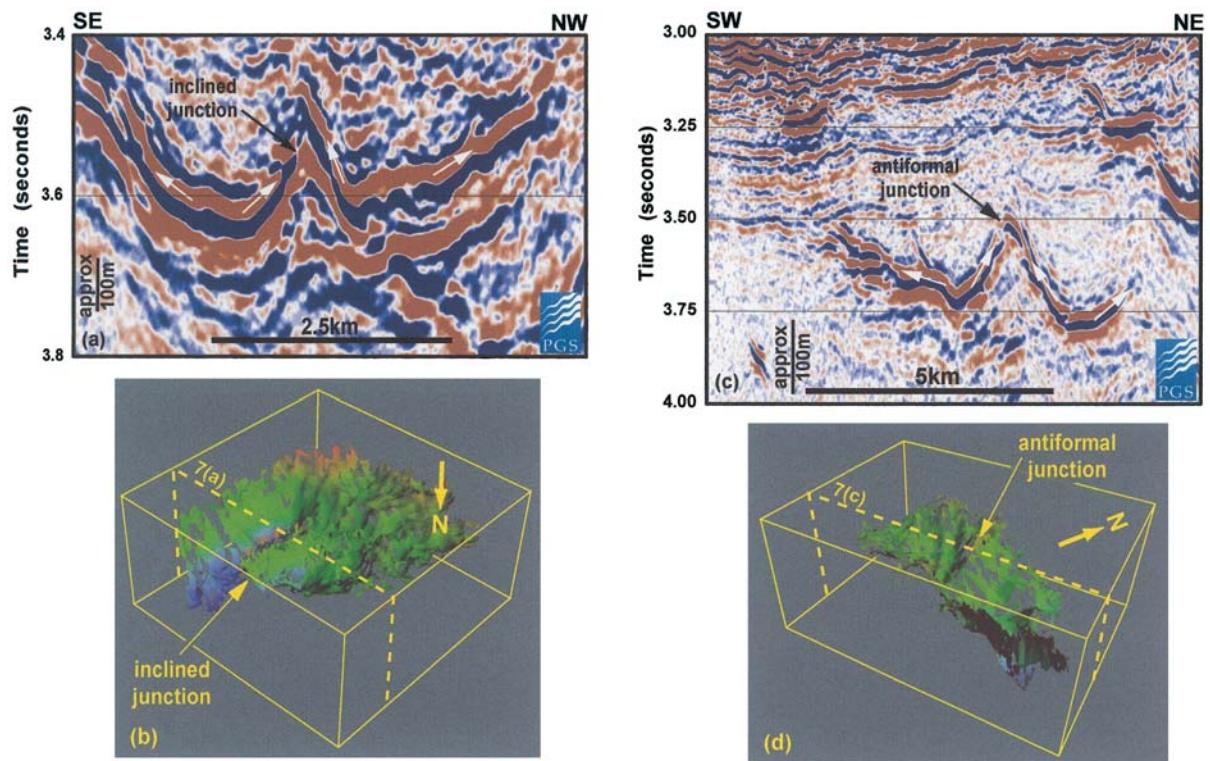 SE
NW
3.4
3.6
3.8
Time (seconds)
inclined
junction
approx
100m
2.5km
(a)
PGS
SW
NE
3.00
3.25
3.50
3.75
4.00
Time (seconds)
antiformal
junction
approx
100m
5km
(c)
PGS
7(a)
N
inclined
junction
(b)
antiformal
junction
7(c)
N
(d)